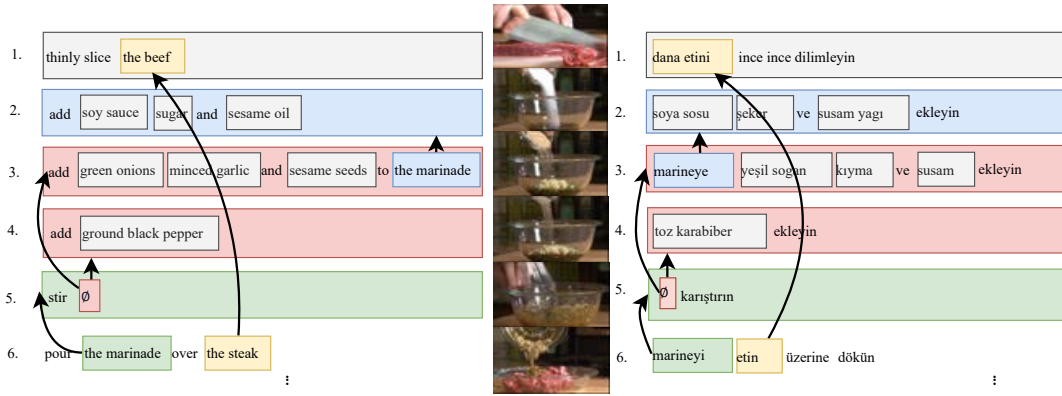 1. thinly slice the beef
2. add soy sauce sugar and sesame oil
3. add green onions minced garlic and sesame seeds to the marinade
4. add ground black pepper
5. stir ∅
6. pour the marinade over the steak
⋮
1. dana etini ince ince dilimleyin
2. soya sosu şeker ve susam yagı ekleyin
3. marineye yeşil sogan kıyma ve susam ekleyin
4. toz karabiber ekleyin
5. ∅ karıştırın
6. marineyi etin üzerine dökün
⋮